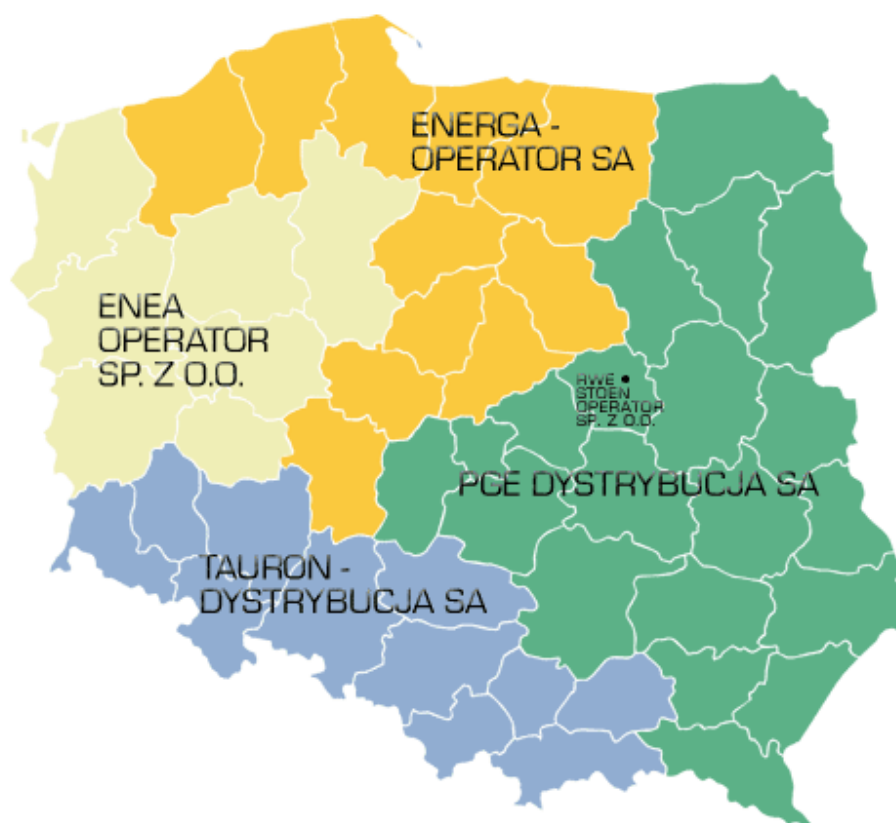 ENERGA -
OPERATOR SA
ENEA
OPERATOR
SP. Z O.O.
RWE
STOEN
OPERATOR
SP. Z O.O.
PGE DYSTRYBUCJA SA
TAURON -
DYSTRYBUCJA SA